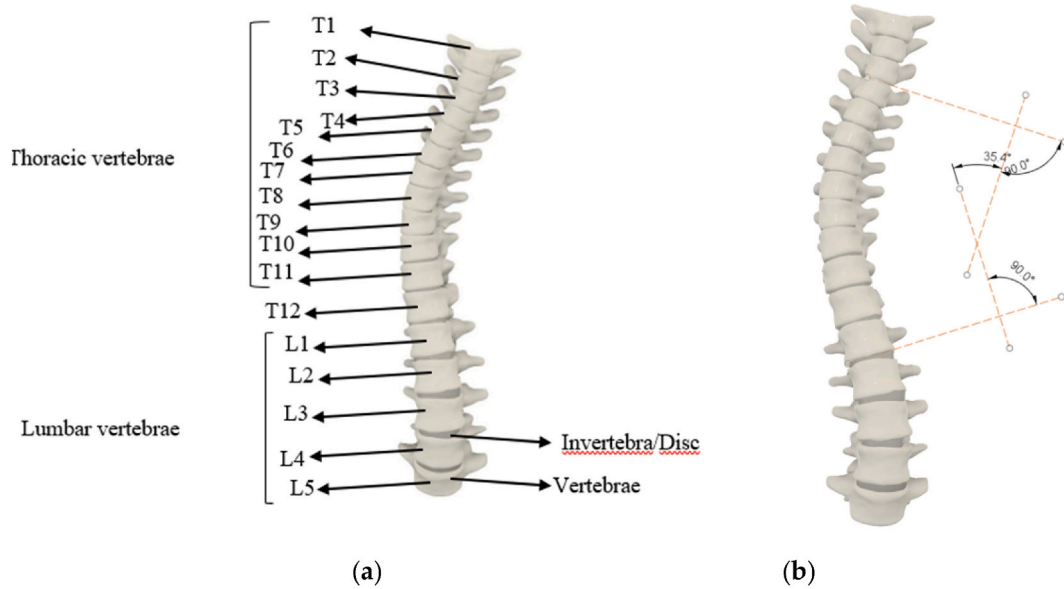 T1
T2
T3
T4
T5
T6
T7
T8
T9
T10
T11
T12
Thoracic vertebrae
L1
L2
L3
L4
L5
Lumbar vertebrae
Invertebra/Disc
Vertebrae
(a)
35.4°
90.0°
90.0°
(b)